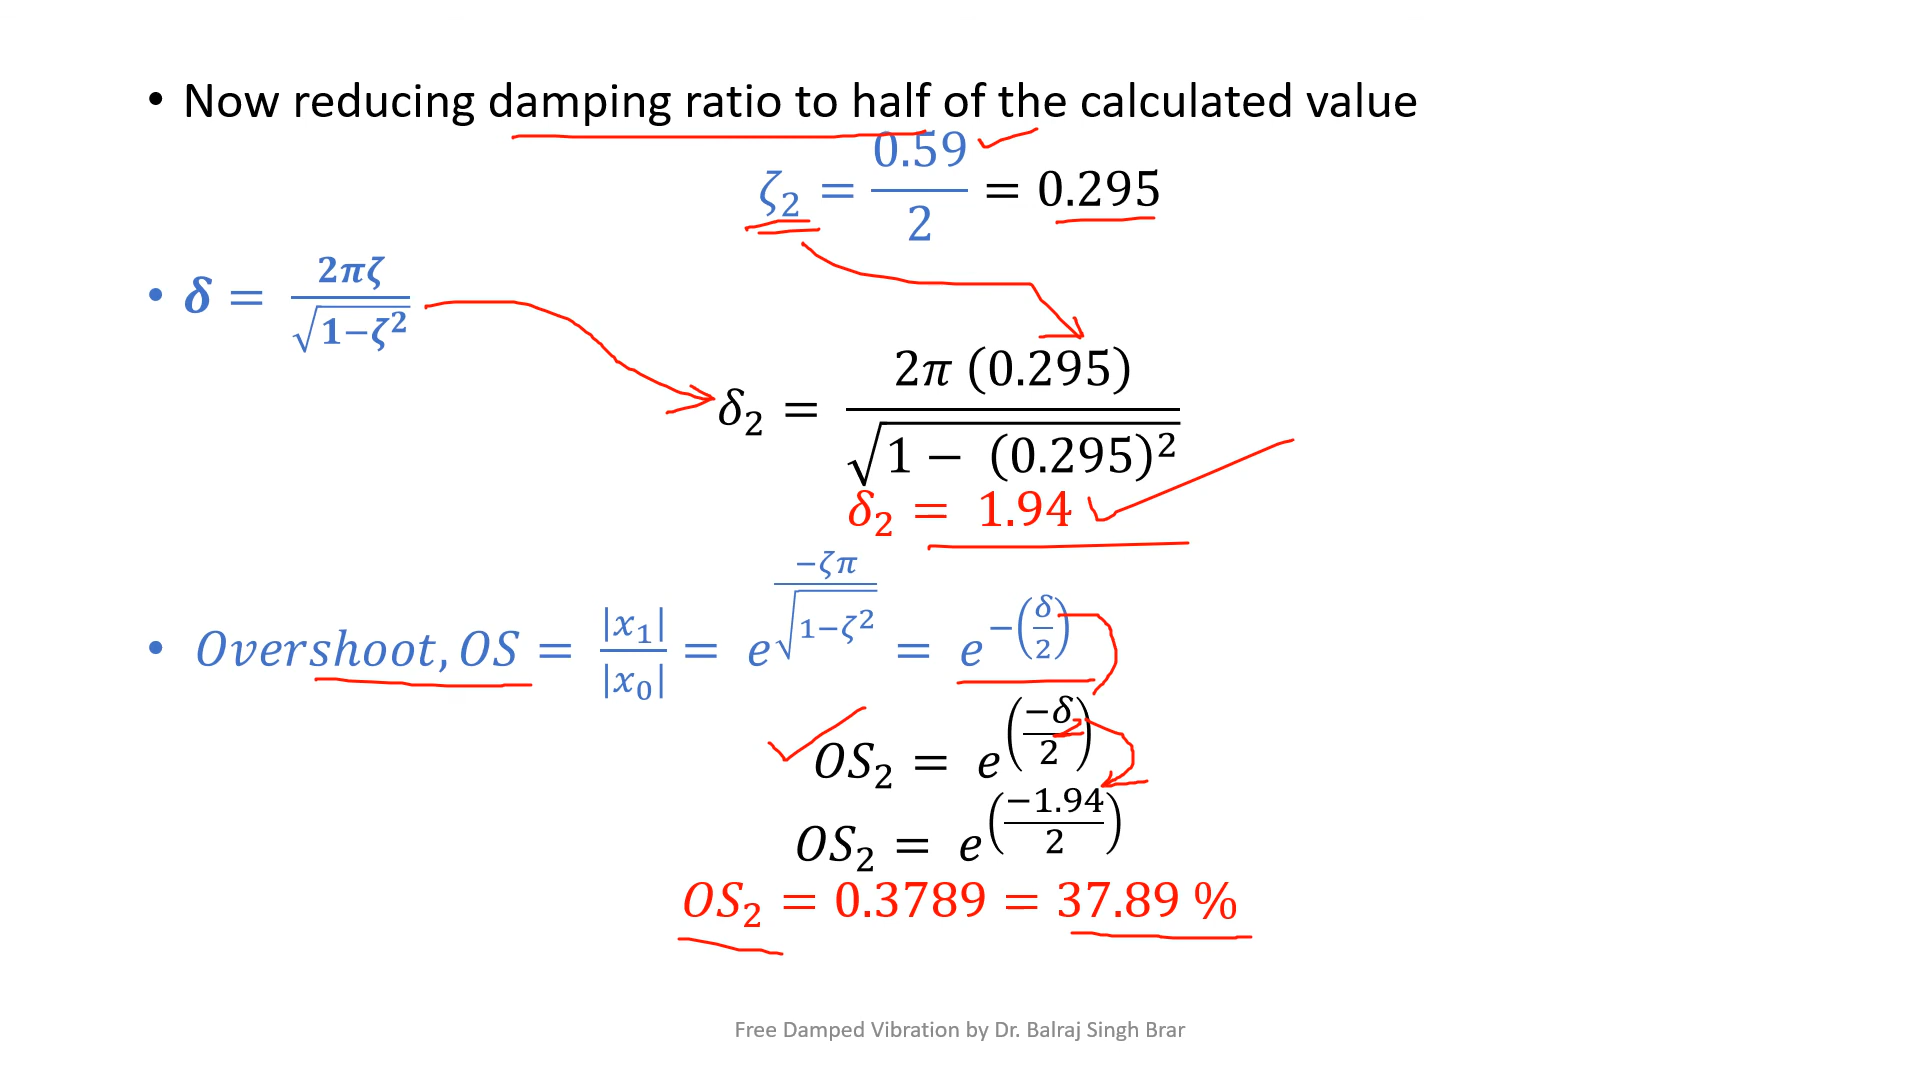 • Now reducing damping ratio to half of the calculated value
ζ₂ = 0.59/2 = 0.295
• δ = 2πζ/√(1−ζ²)
δ₂ = 2π (0.295)/√(1 − (0.295)²)
δ₂ = 1.94
• Overshoot, OS = |x₁|/|x₀| = e^(−ζπ/√(1−ζ²)) = e^(−(δ/2))
OS₂ = e^(−δ/2)
OS₂ = e^(−1.94/2)
OS₂ = 0.3789 = 37.89 %
Free Damped Vibration by Dr. Balraj Singh Brar